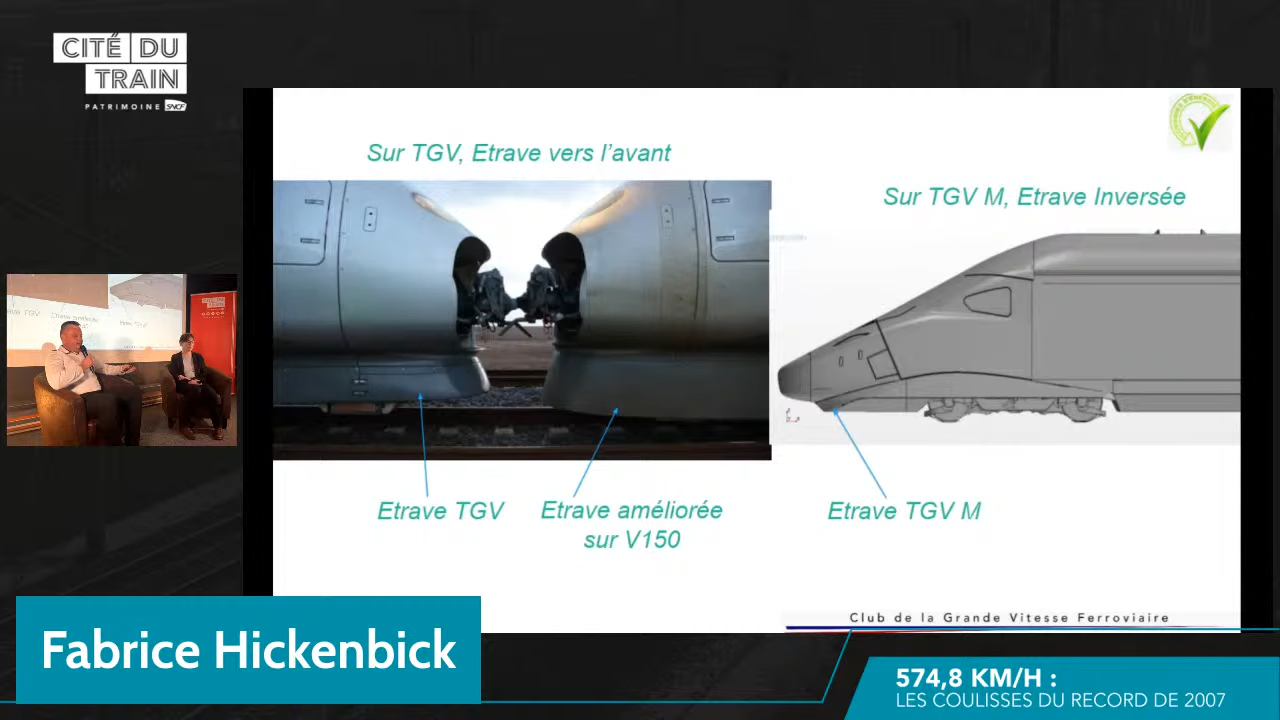 CITÉ DU
TRAIN
PATRIMOINE SNCF
Sur TGV, Etrave vers l'avant
Sur TGV M, Etrave Inversée
Etrave TGV
Etrave améliorée
sur V150
Etrave TGV M
Club de la Grande Vitesse Ferroviaire
Fabrice Hickenbick
574,8 KM/H :
LES COULISSES DU RECORD DE 2007